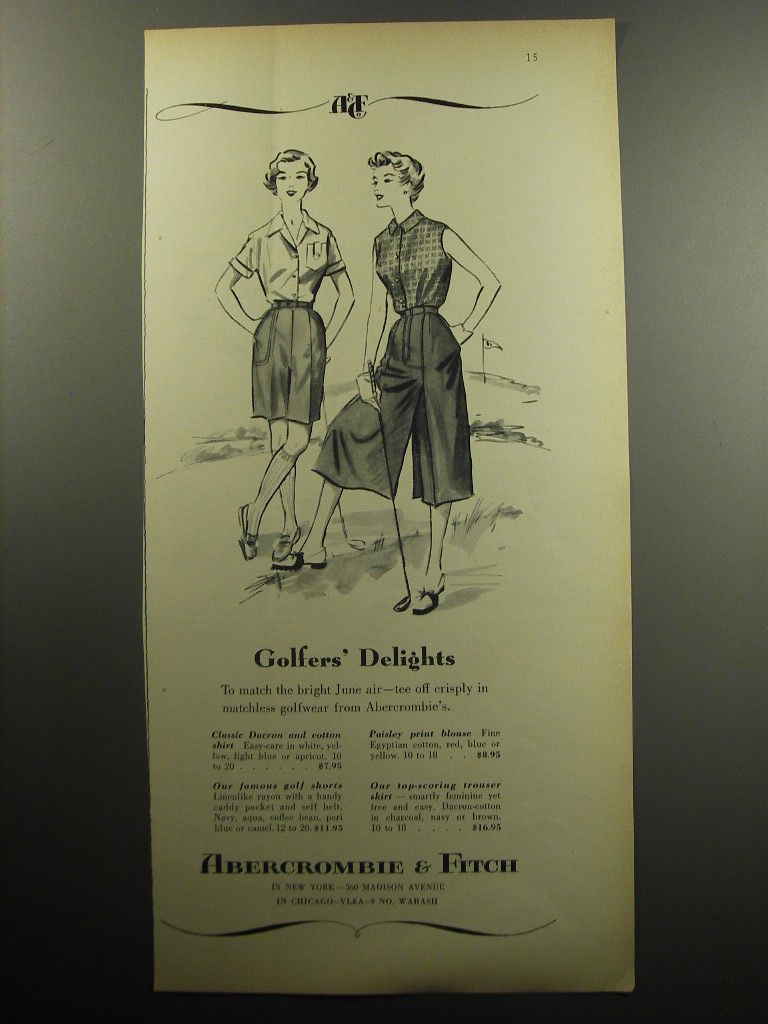 15
A&F Co
Golfers' Delights
To match the bright June air—tee off crisply in
matchless golfwear from Abercrombie's.
Classic Dacron and cotton
shirt Easy-care in white, yel-
low, light blue or apricot. 10
to 20 . . . . . . $7.95
Our famous golf shorts
Linenlike rayon with a handy
caddy pocket and self belt.
Navy, aqua, coffee bean, peri
blue or camel. 12 to 20. $11.95
Paisley print blouse Fine
Egyptian cotton, red, blue or
yellow. 10 to 18 . . $8.95
Our top-scoring trouser
skirt — smartly feminine yet
free and easy. Dacron-cotton
in charcoal, navy or brown.
10 to 18 . . . . $16.95
ABERCROMBIE & FITCH
IN NEW YORK—360 MADISON AVENUE
IN CHICAGO—VL&A—9 NO. WABASH